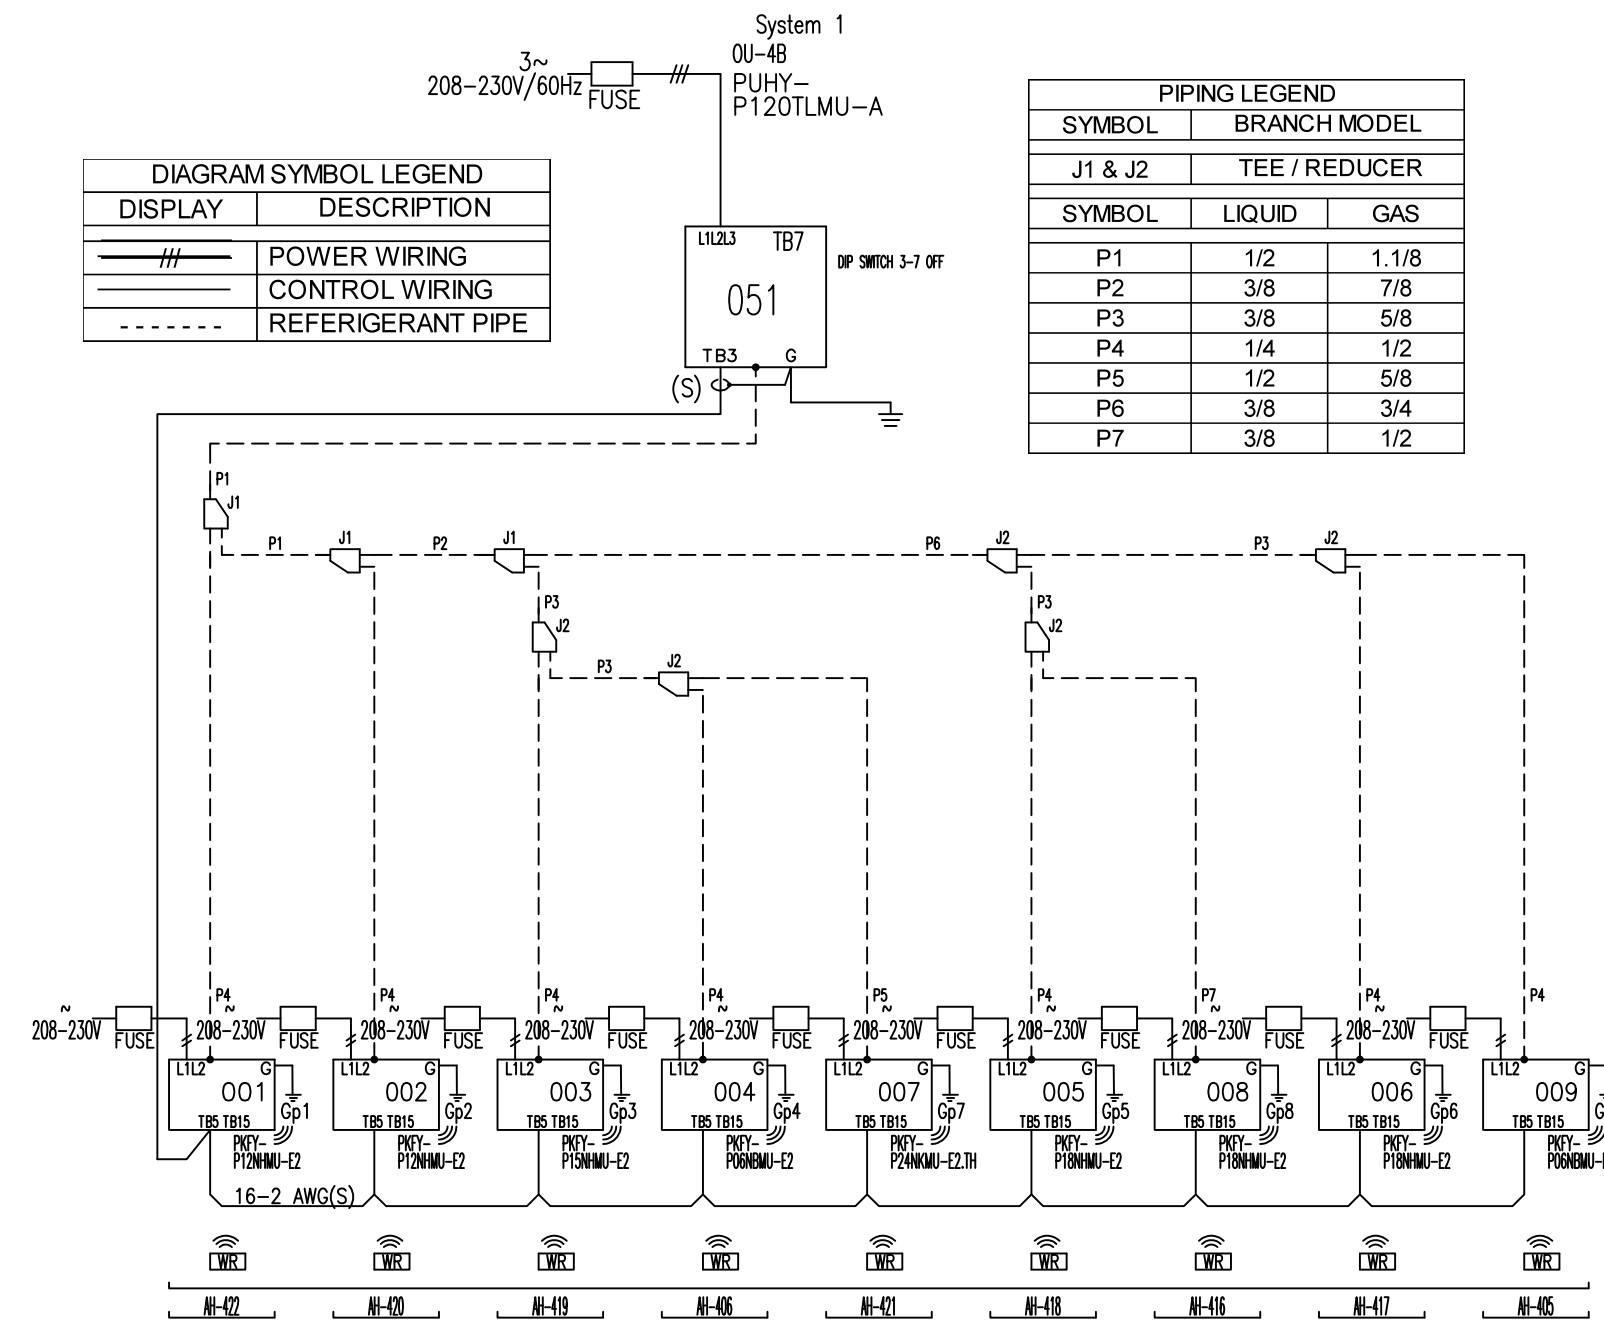 System 1
OU-4B
PUHY-
P120TLMU-A
3~
208-230V/60Hz
FUSE
DIAGRAM SYMBOL LEGEND
DISPLAY DESCRIPTION
POWER WIRING
CONTROL WIRING
REFERIGERANT PIPE
PIPING LEGEND
SYMBOL BRANCH MODEL
J1 & J2 TEE / REDUCER
SYMBOL LIQUID GAS
P1 1/2 1.1/8
P2 3/8 7/8
P3 3/8 5/8
P4 1/4 1/2
P5 1/2 5/8
P6 3/8 3/4
P7 3/8 1/2
L1L2L3 TB7
051
TB3 G
DIP SWITCH 3-7 OFF
(S)
P1
J1
P1 J1 P2 J1 P6 J2 P3 J2
P3 P3
J2 J2
P3 J2
P4 P4 P4 P4 P5 P4 P7 P4 P4
~ ~ ~ ~ ~ ~ ~ ~ ~
208-230V 208-230V 208-230V 208-230V 208-230V 208-230V 208-230V 208-230V 208-230V
FUSE FUSE FUSE FUSE FUSE FUSE FUSE FUSE FUSE
L1L2 G L1L2 G L1L2 G L1L2 G L1L2 G L1L2 G L1L2 G L1L2 G L1L2 G
001 002 003 004 007 005 008 006 009
Gp1 Gp2 Gp3 Gp4 Gp7 Gp5 Gp8 Gp6
TB5 TB15 TB5 TB15 TB5 TB15 TB5 TB15 TB5 TB15 TB5 TB15 TB5 TB15 TB5 TB15 TB5 TB15
PKFY- PKFY- PKFY- PKFY- PKFY- PKFY- PKFY- PKFY- PKFY-
P12NHMU-E2 P12NHMU-E2 P15NHMU-E2 P06NBMU-E2 P24NKMU-E2.TH P18NHMU-E2 P18NHMU-E2 P18NHMU-E2 P06NBMU-
16-2 AWG(S)
WR WR WR WR WR WR WR WR WR
AH-422 AH-420 AH-419 AH-406 AH-421 AH-418 AH-416 AH-417 AH-405